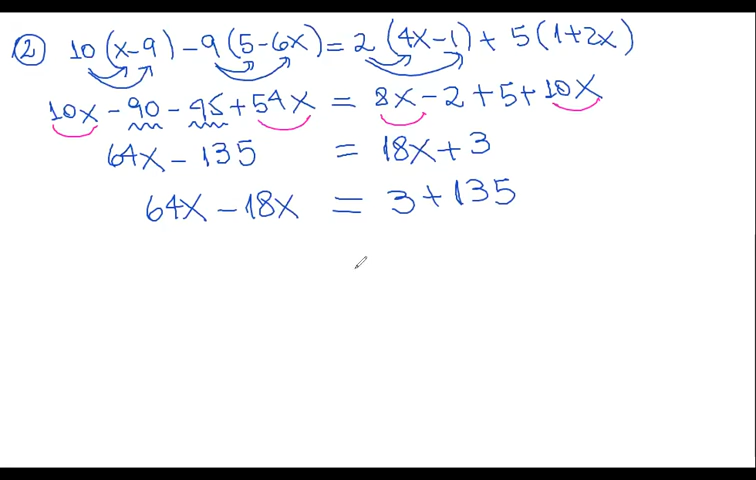 ② 10(x-9)-9(5-6x)=2(4x-1)+5(1+2x)
10x-90-45+54x = 8x-2+5+10x
64x-135 = 18x+3
64x-18x = 3+135